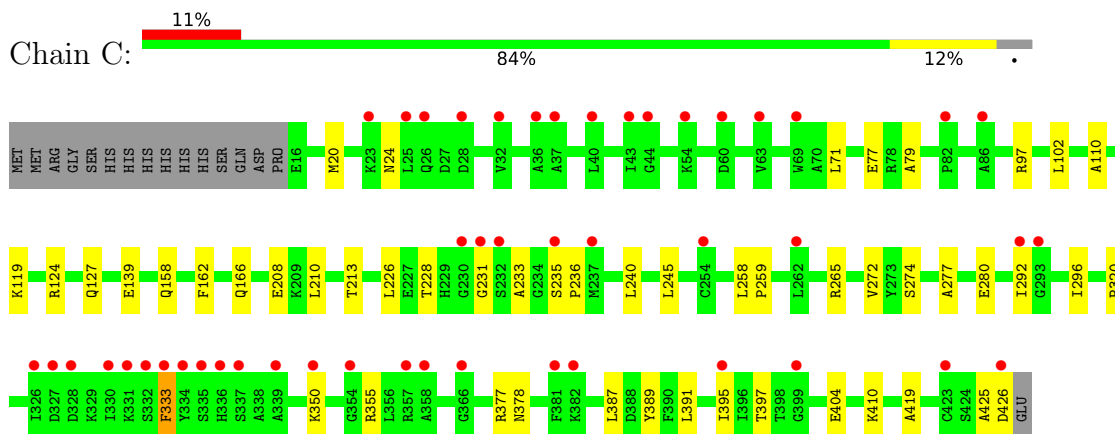 11%
Chain C:
84% 12% •
MET MET ARG GLY SER HIS HIS HIS HIS HIS HIS SER GLN ASP PRO E16 M20 K23 N24 L25 Q26 D27 D28 V32 A36 A37 L40 I43 G44 K54 D60 V63 W69 A70 L71 E77 R78 A79 P82 A86 R97 L102 A110
K119 R124 Q127 E139 Q158 F162 Q166 E208 K209 L210 T213 L226 E227 T228 H229 G230 G231 S232 A233 G234 S235 P236 M237 L240 L245 C254 L258 P259 L262 R265 V272 Y273 S274 A277 E280 I292 G293 I296
I326 D327 D328 K329 I330 K331 S332 F333 Y334 S335 H336 S337 A338 A339 K350 G354 R355 L356 R357 A358 G366 R377 N378 F381 K382 L387 D388 Y389 F390 L391 I395 I396 T397 T398 G399 E404 K410 A419 C423 S424 A425 D426 GLU